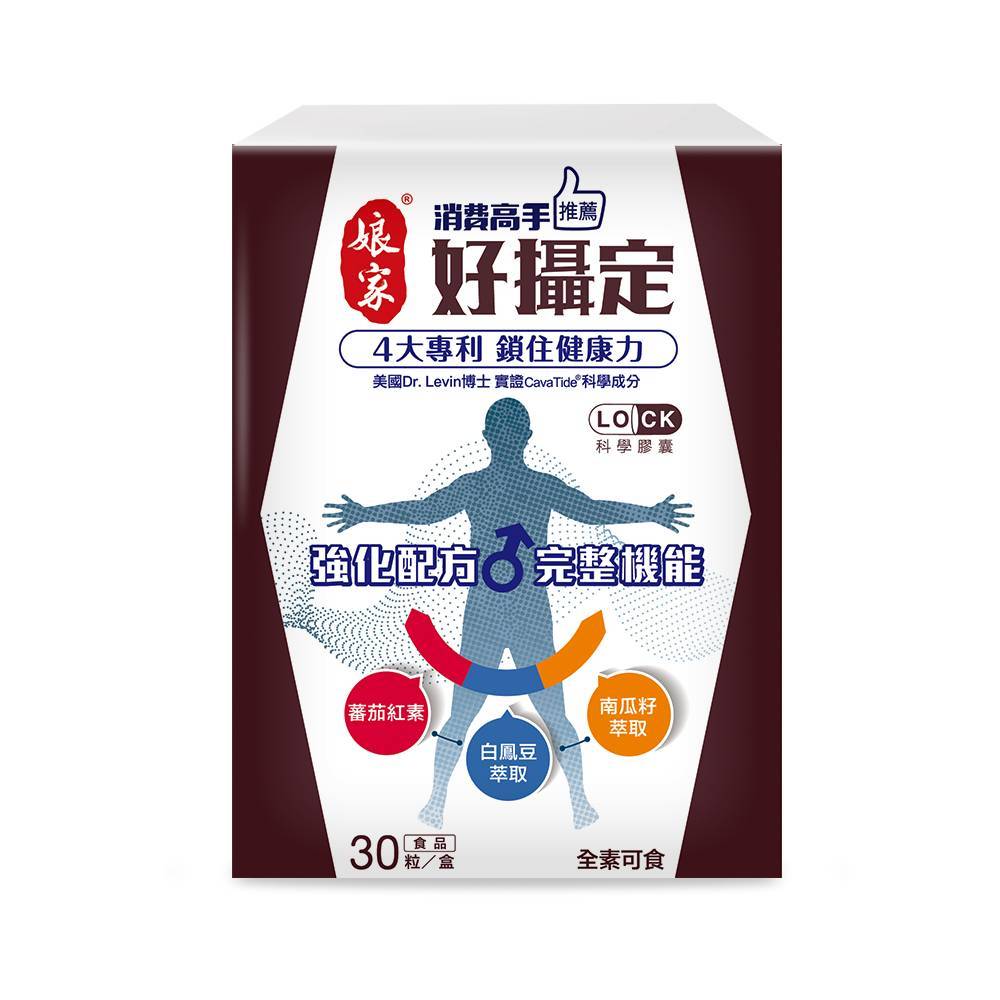 娘家®
消費高手 推薦
好攝定
4大專利 鎖住健康力
美國Dr. Levin博士 實證CavaTide®科學成分
LOCK
科學膠囊
強化配方 完整機能
蕃茄紅素
白鳳豆
萃取
南瓜籽
萃取
30 食品
粒/盒
全素可食